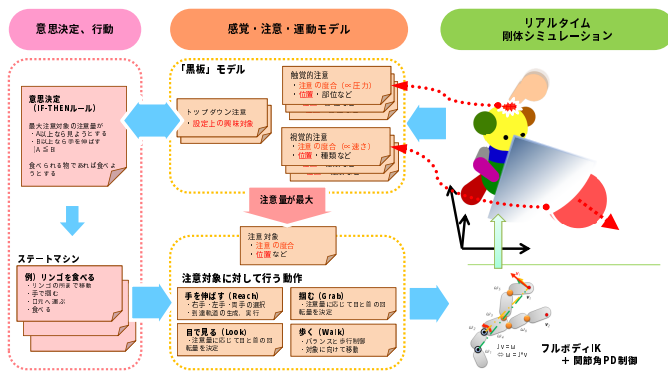 意思決定、行動
感覚・注意・運動モデル
リアルタイム
剛体シミュレーション
意思決定
（IF-THENルール）
最大注意対象の注意量が
・A以上なら見ようとする
・B以上なら手を伸ばす
（A ≦ B
食べられる物であれば食べよ
うとする
ステートマシン
例）リンゴを食べる
・リンゴの所まで移動
・手で掴む
・口元へ運ぶ
・食べる
「黒板」モデル
トップダウン注意
・設定上の興味対象
触覚的注意
・注意の度合（∝圧力）
・位置・部位など
視覚的注意
・注意の度合（∝速さ）
・位置・種類など
注意量が最大
注意対象
・注意の度合
・位置など
注意対象に対して行う動作
手を伸ばす（Reach）
・右手・左手・両手の選択
・到達軌道の生成、実行
掴む（Grab）
・注意量に応じて目と首の回
転量を決定
目で見る（Look）
・注意量に応じて目と首の回
転量を決定
歩く（Walk）
・バランスと歩行制御
・対象に向けて移動
フルボディIK
＋ 関節角PD制御